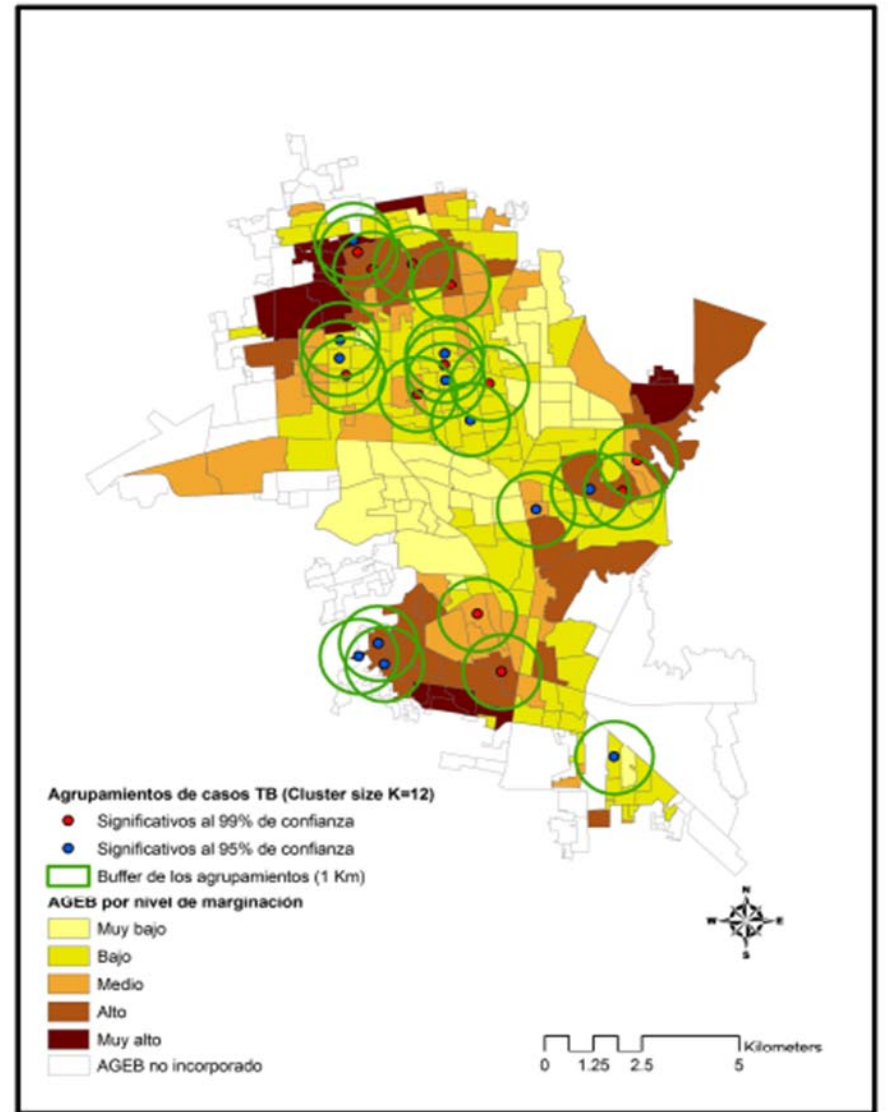 Agrupamientos de casos TB (Cluster size K=12)
Significativos al 99% de confianza
Significativos al 95% de confianza
Buffer de los agrupamientos (1 Km)
AGEB por nivel de marginación
Muy bajo
Bajo
Medio
Alto
Muy alto
AGEB no incorporado
N
W E
S
Kilometers
0 1.25 2.5 5